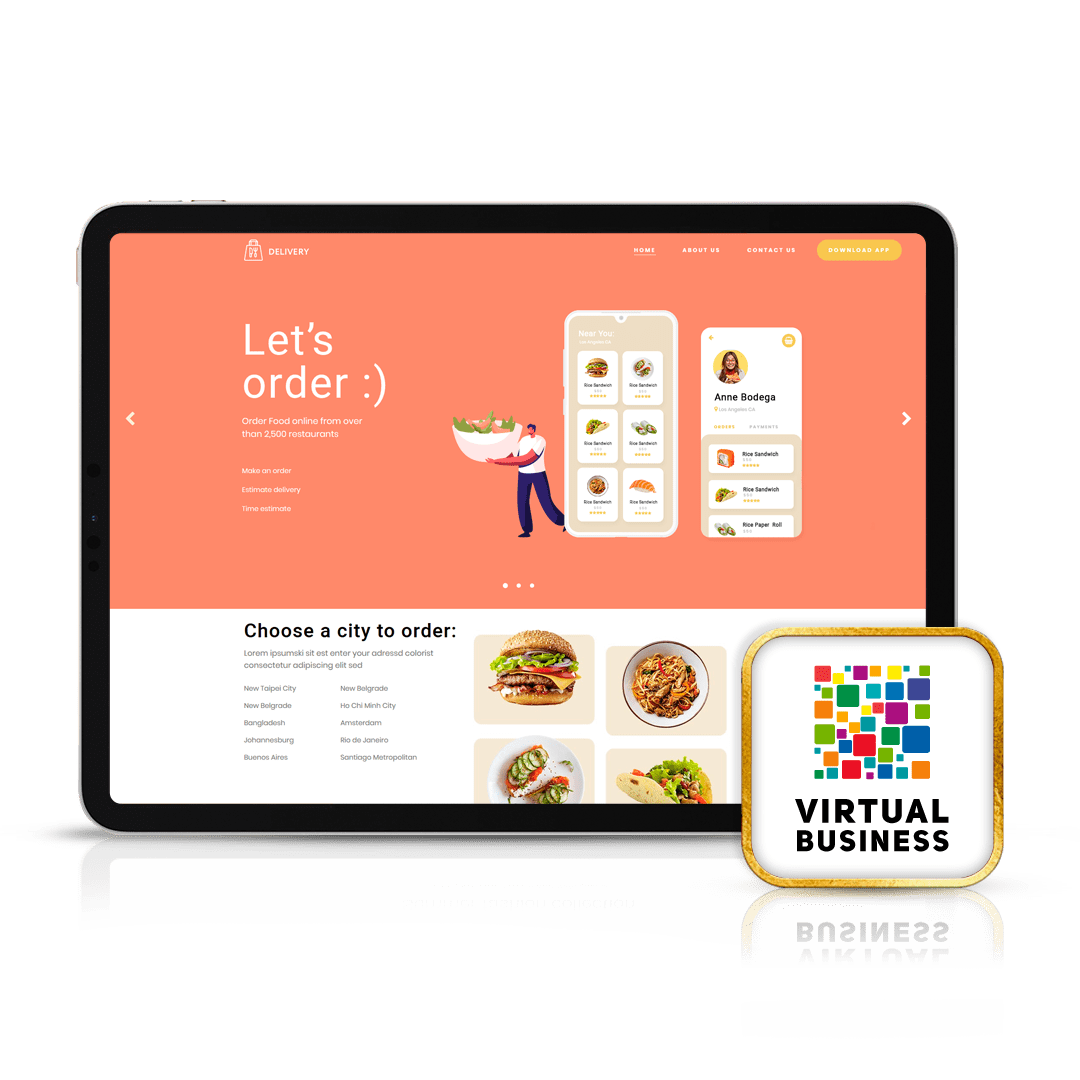 DELIVERY
HOME
ABOUT US
CONTACT US
DOWNLOAD APP
Let's
order :)
Order Food online from over
than 2,500 restaurants
Make an order
Estimate delivery
Time estimate
Near You:
Los Angeles CA
Rice Sandwich
Rice Sandwich
Rice Sandwich
Rice Sandwich
Rice Sandwich
Rice Sandwich
Anne Bodega
Los Angeles CA
ORDERS
PAYMENTS
Rice Sandwich
$ $ $
Rice Sandwich
$ $ $
Rice Paper Roll
$ $ $
Choose a city to order:
Lorem ipsumski sit est enter your adressd colorist
consectetur adipiscing elit sed
New Taipei City
New Belgrade
Bangladesh
Johannesburg
Buenos Aires
New Belgrade
Ho Chi Minh City
Amsterdam
Rio de Janeiro
Santiago Metropolitan
VIRTUAL
BUSINESS